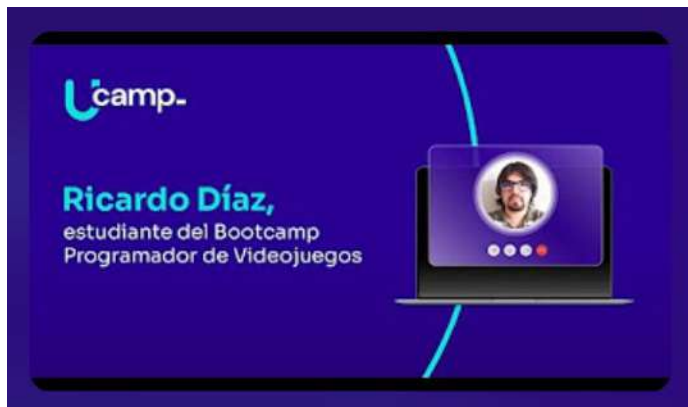 Ucamp.
Ricardo Díaz,
estudiante del Bootcamp
Programador de Videojuegos